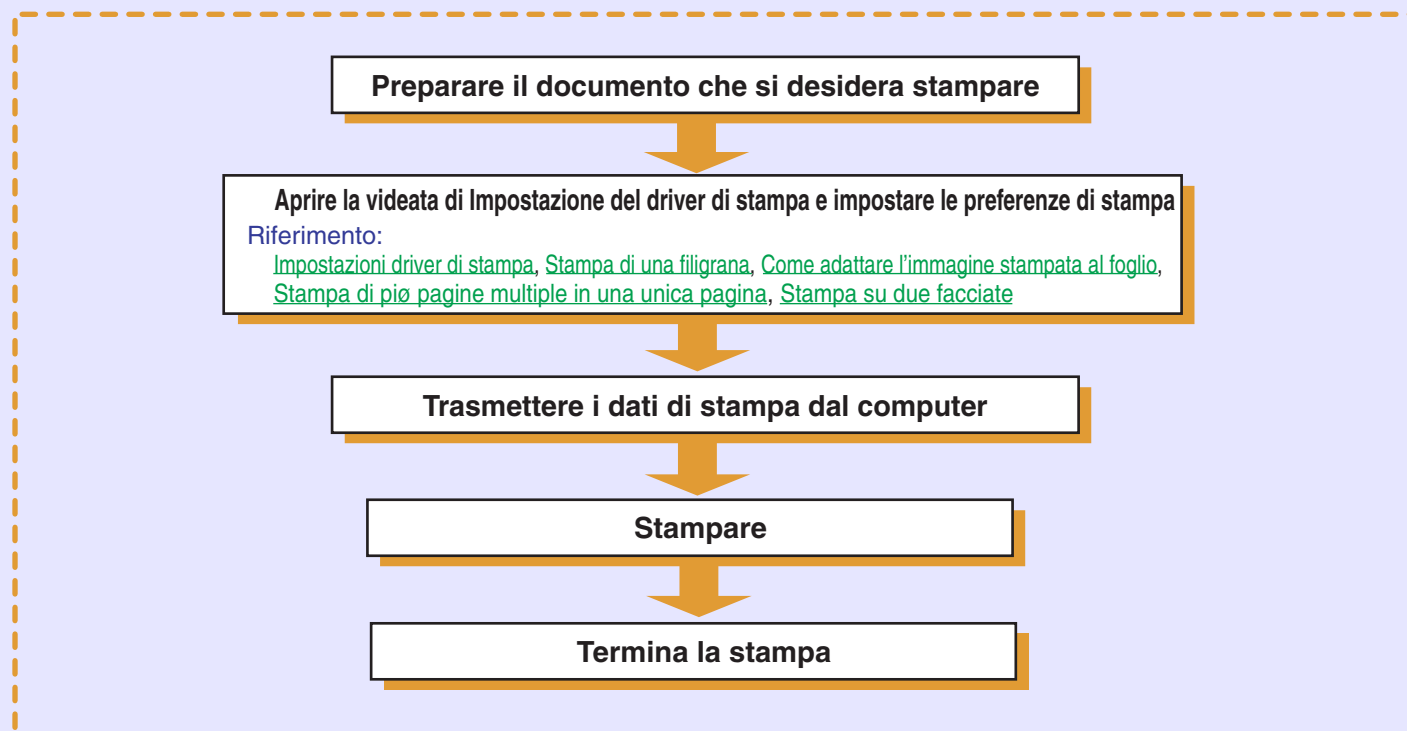 Preparare il documento che si desidera stampare
Aprire la videata di Impostazione del driver di stampa e impostare le preferenze di stampa
Riferimento:
Impostazioni driver di stampa, Stampa di una filigrana, Come adattare l'immagine stampata al foglio,
Stampa di piø pagine multiple in una unica pagina, Stampa su due facciate
Trasmettere i dati di stampa dal computer
Stampare
Termina la stampa